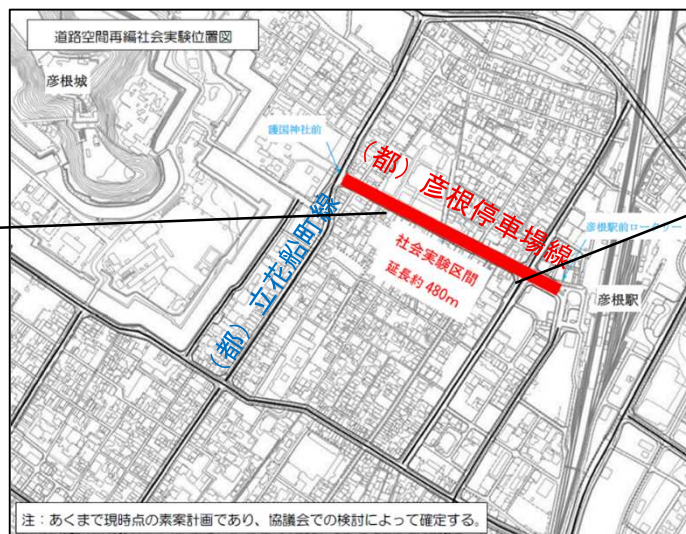 道路空間再編社会実験位置図
彦根城
護国神社前
（都）彦根停車場線
彦根駅前ロータリー
社会実験区間
延長約480m
（都）立花船町線
彦根駅
注：あくまで現時点の素案計画であり、協議会での検討によって確定する。